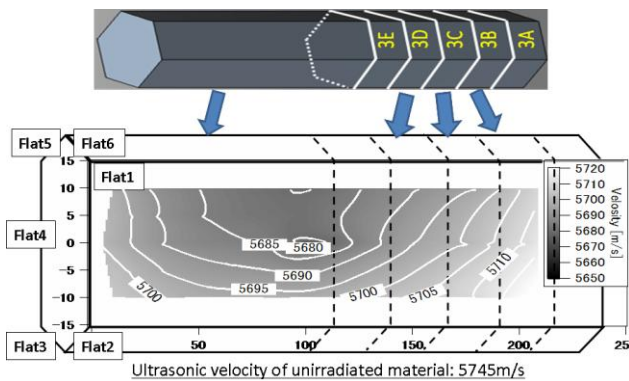 3E 3D 3C 3B 3A
Flat5 Flat6
15
Flat1
10
5
Flat4 0
-5
-10
-15
Flat3 Flat2
50 100 150 200 25
5685 5680
5690
5695
5700
5700
5705
5710
5720
5710
5700
5690
5680
5670
5660
5650
Velocity [m/s]
Ultrasonic velocity of unirradiated material: 5745m/s